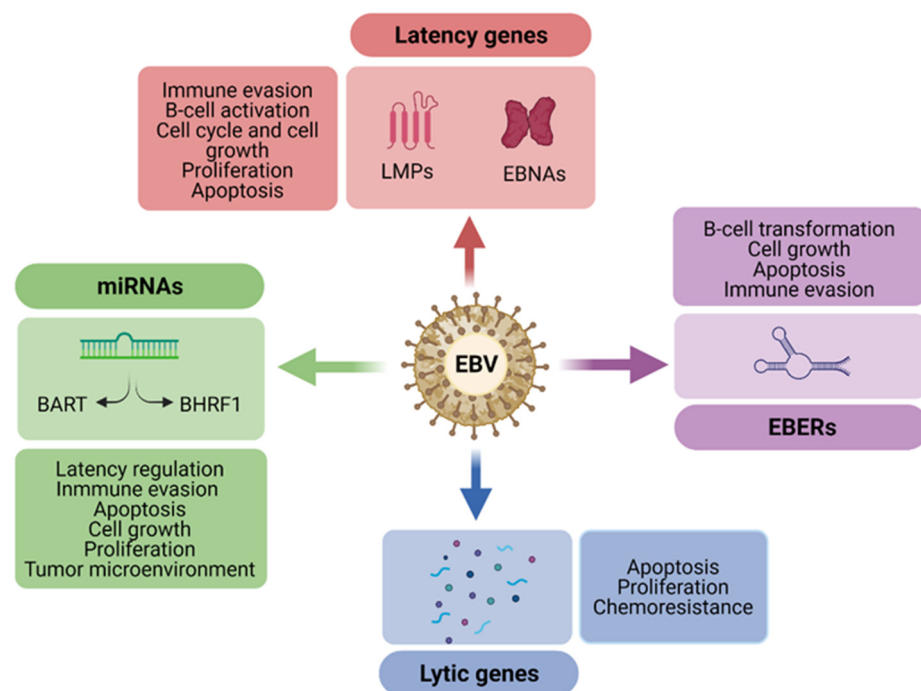 Latency genes
Immune evasion
B-cell activation
Cell cycle and cell
growth
Proliferation
Apoptosis
LMPs
EBNAs
miRNAs
BART
BHRF1
Latency regulation
Inmmune evasion
Apoptosis
Cell growth
Proliferation
Tumor microenvironment
EBV
B-cell transformation
Cell growth
Apoptosis
Immune evasion
EBERs
Apoptosis
Proliferation
Chemoresistance
Lytic genes